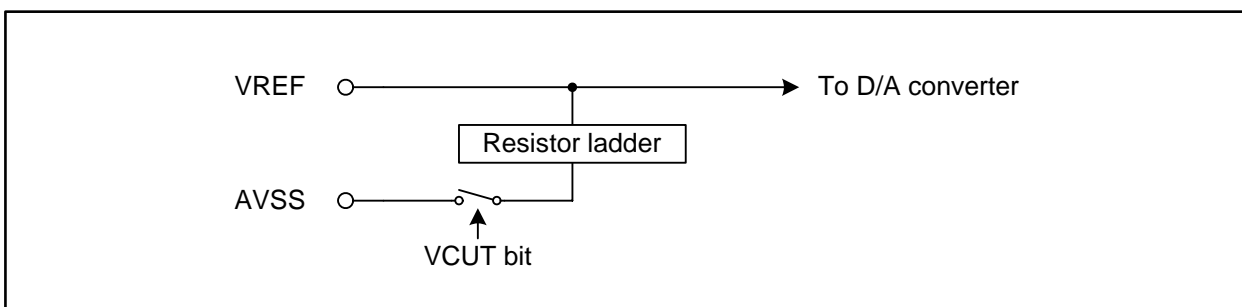 VREF
To D/A converter
Resistor ladder
AVSS
VCUT bit